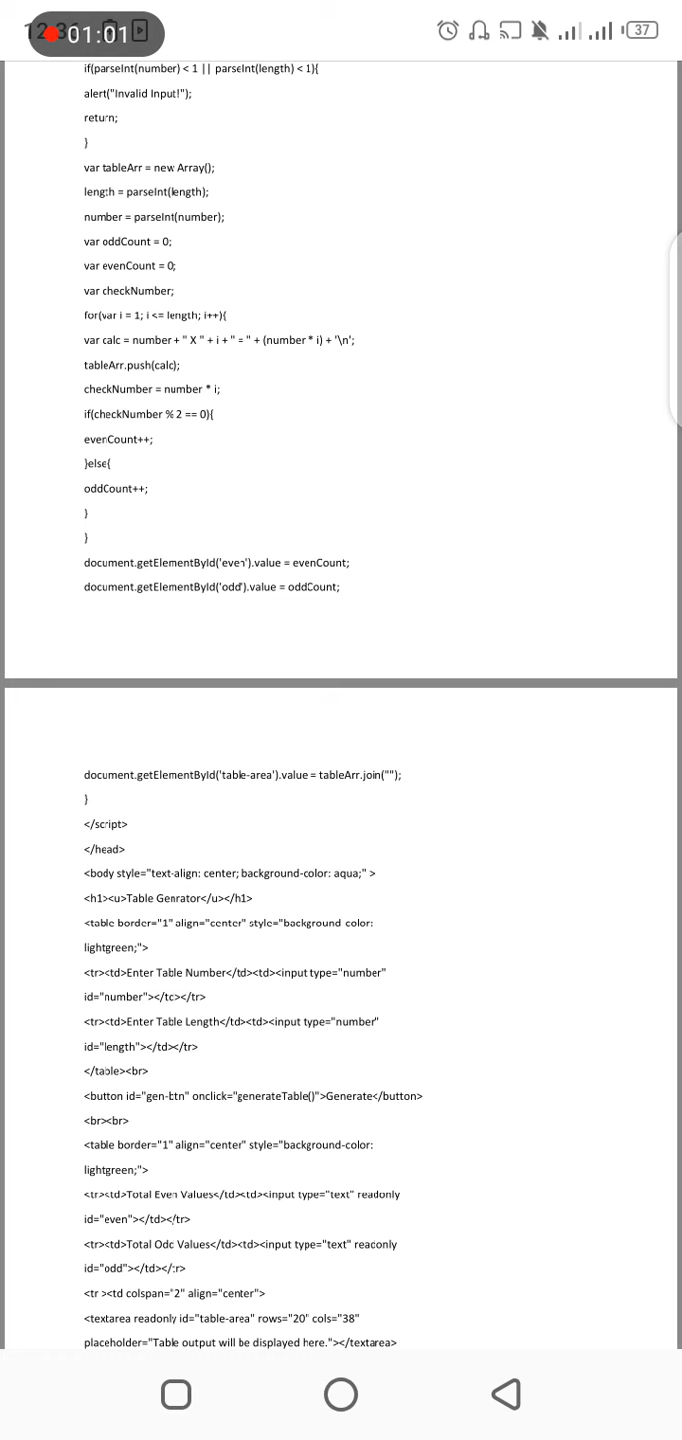 01:01
37
if(parseInt(number) < 1 || parseInt(length) < 1){
alert("Invalid Input!");
return;
}
var tableArr = new Array();
length = parseInt(length);
number = parseInt(number);
var oddCount = 0;
var evenCount = 0;
var checkNumber;
for(var i = 1; i <= length; i++){
var calc = number + " X " + i + " = " + (number * i) + '\n';
tableArr.push(calc);
checkNumber = number * i;
if(checkNumber % 2 == 0){
evenCount++;
}else{
oddCount++;
}
}
document.getElementById('even').value = evenCount;
document.getElementById('odd').value = oddCount;
document.getElementById('table-area').value = tableArr.join("");
}
</script>
</head>
<body style="text-align: center; background-color: aqua;" >
<h1><u>Table Genrator</u></h1>
<table border="1" align="center" style="background-color:
lightgreen;">
<tr><td>Enter Table Number</td><td><input type="number"
id="number"></td></tr>
<tr><td>Enter Table Length</td><td><input type="number"
id="length"></td></tr>
</table><br>
<button id="gen-btn" onclick="generateTable()">Generate</button>
<br><br>
<table border="1" align="center" style="background-color:
lightgreen;">
<tr><td>Total Even Values</td><td><input type="text" readonly
id="even"></td></tr>
<tr><td>Total Odd Values</td><td><input type="text" readonly
id="odd"></td></tr>
<tr ><td colspan="2" align="center">
<textarea readonly id="table-area" rows="20" cols="38"
placeholder="Table output will be displayed here."></textarea>